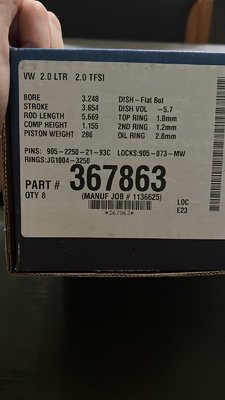 VW 2.0 LTR 2.0 TFSI
BORE 3.248 DISH-Flat Bot
STROKE 3.654 DISH VOL -5.7
ROD LENGTH 5.669 TOP RING 1.0mm
COMP HEIGHT 1.155 2ND RING 1.2mm
PISTON WEIGHT 286 OIL RING 2.8mm
PINS: 905-2250-21-93C LOCKS:905-073-MW
RINGS:JG1004-3250
PART # 367863
QTY 8 (MANUF JOB # 1136625) LOC
*367863* E23